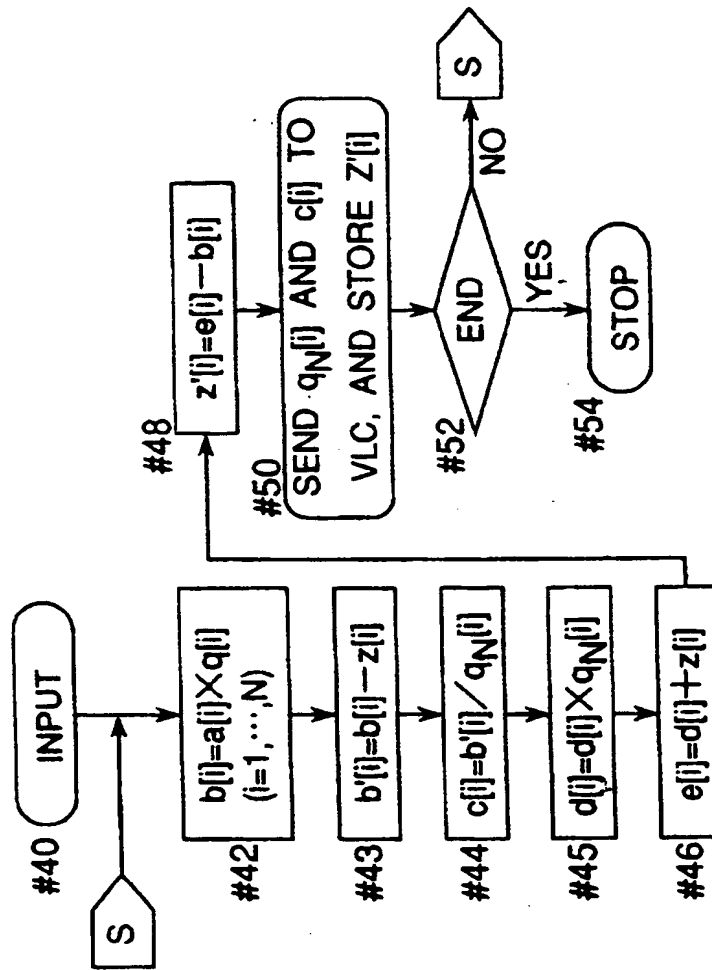 #40
INPUT
S
#42
b[i]=a[i]×q[i]
(i=1,⋯,N)
#43
b'[i]=b[i]−z[i]
#44
c[i]=b'[i]/qN[i]
#45
d[i]=d[i]×qN[i]
#46
e[i]=d[i]+z[i]
#48
z'[i]=e[i]−b[i]
#50
SEND qN[i] AND c[i] TO
VLC, AND STORE Z'[i]
#52
END
NO
S
YES
#54
STOP